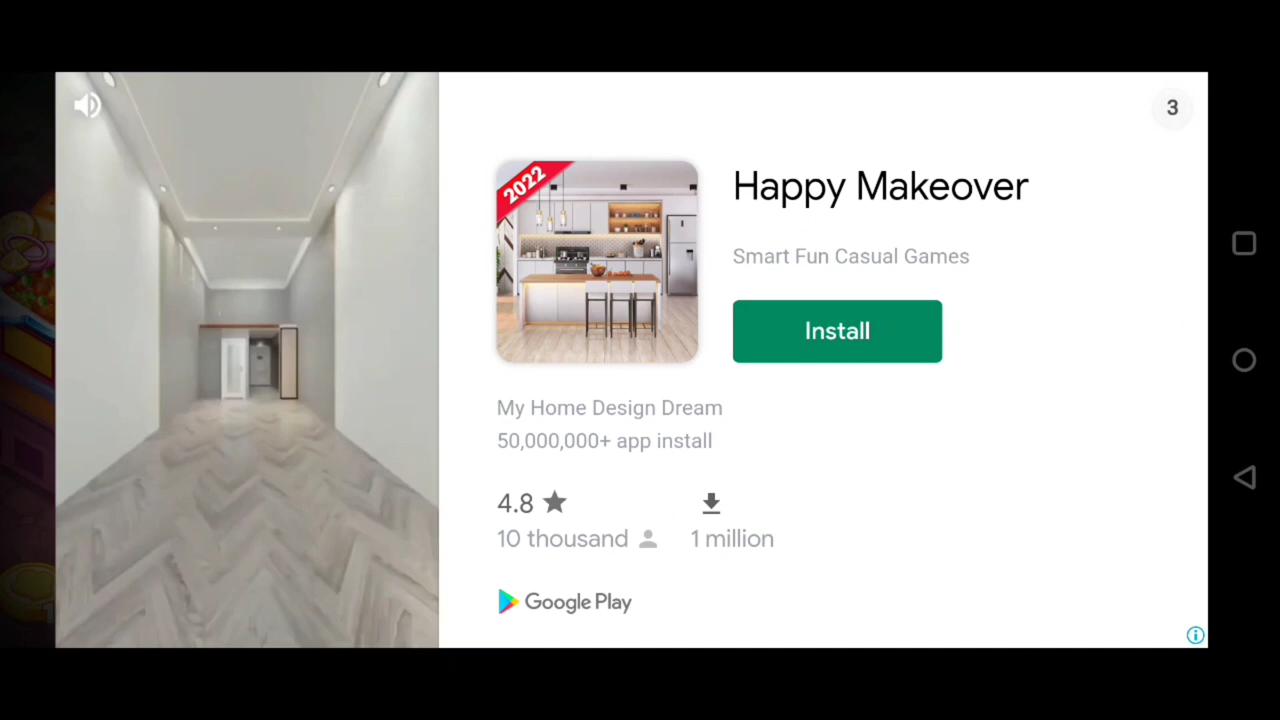 3
2022
Happy Makeover
Smart Fun Casual Games
Install
My Home Design Dream
50,000,000+ app install
4.8
10 thousand
1 million
Google Play